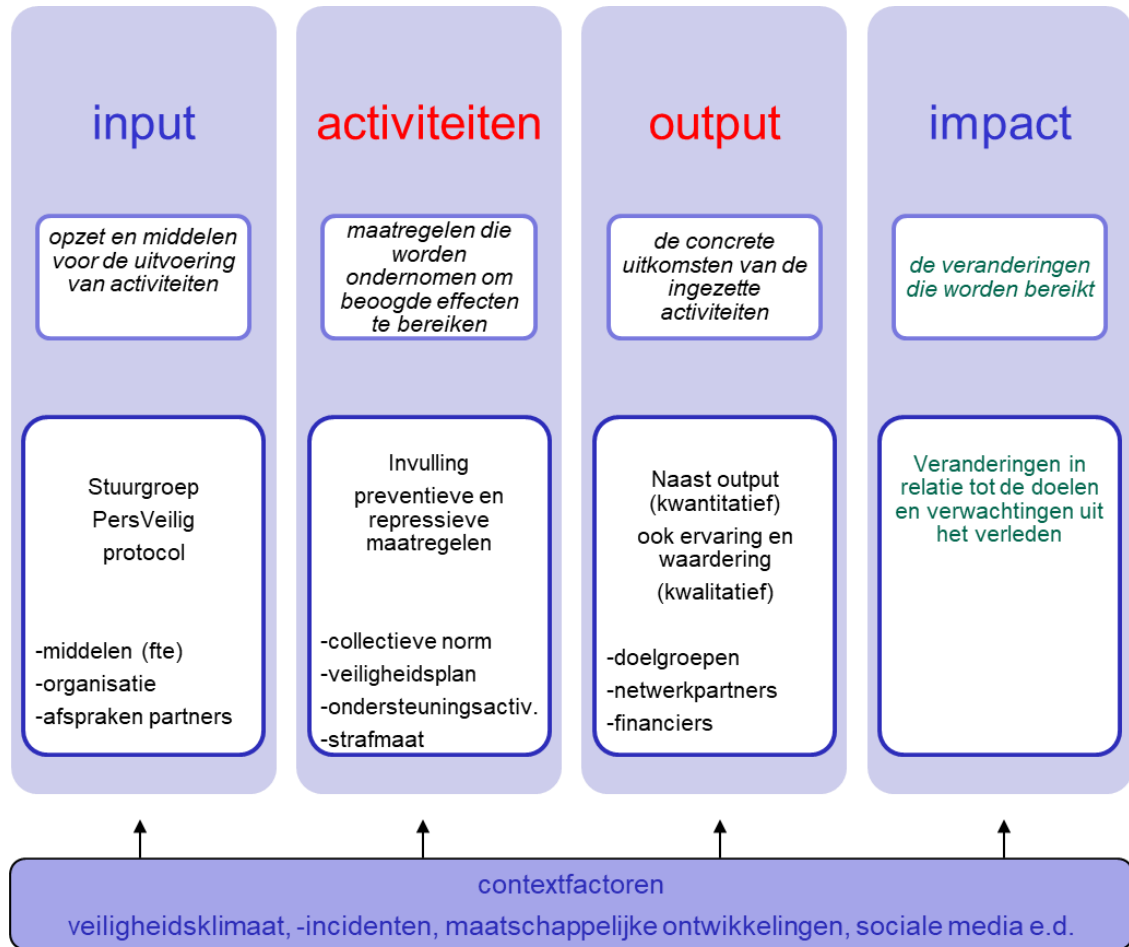 input
opzet en middelen
voor de uitvoering
van activiteiten
Stuurgroep
PersVeilig
protocol
-middelen (fte)
-organisatie
-afspraken partners
activiteiten
maatregelen die
worden
ondernomen om
beoogde effecten
te bereiken
Invulling
preventieve en
repressieve
maatregelen
-collectieve norm
-veiligheidsplan
-ondersteuningsactiv.
-strafmaat
output
de concrete
uitkomsten van de
ingezette
activiteiten
Naast output
(kwantitatief)
ook ervaring en
waardering
(kwalitatief)
-doelgroepen
-netwerkpartners
-financiers
impact
de veranderingen
die worden bereikt
Veranderingen in
relatie tot de doelen
en verwachtingen uit
het verleden
contextfactoren
veiligheidsklimaat, -incidenten, maatschappelijke ontwikkelingen, sociale media e.d.